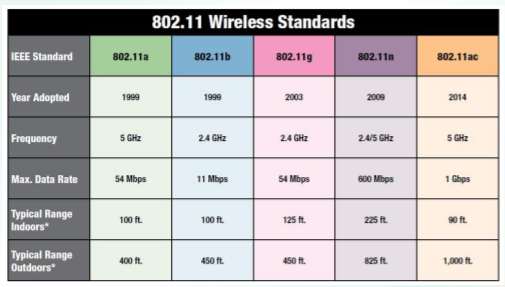 802.11 Wireless Standards
IEEE Standard 802.11a 802.11b 802.11g 802.11n 802.11ac
Year Adopted 1999 1999 2003 2009 2014
Frequency 5 GHz 2.4 GHz 2.4 GHz 2.4/5 GHz 5 GHz
Max. Data Rate 54 Mbps 11 Mbps 54 Mbps 600 Mbps 1 Gbps
Typical Range
Indoors* 100 ft. 100 ft. 125 ft. 225 ft. 90 ft.
Typical Range
Outdoors* 400 ft. 450 ft. 450 ft. 825 ft. 1,000 ft.